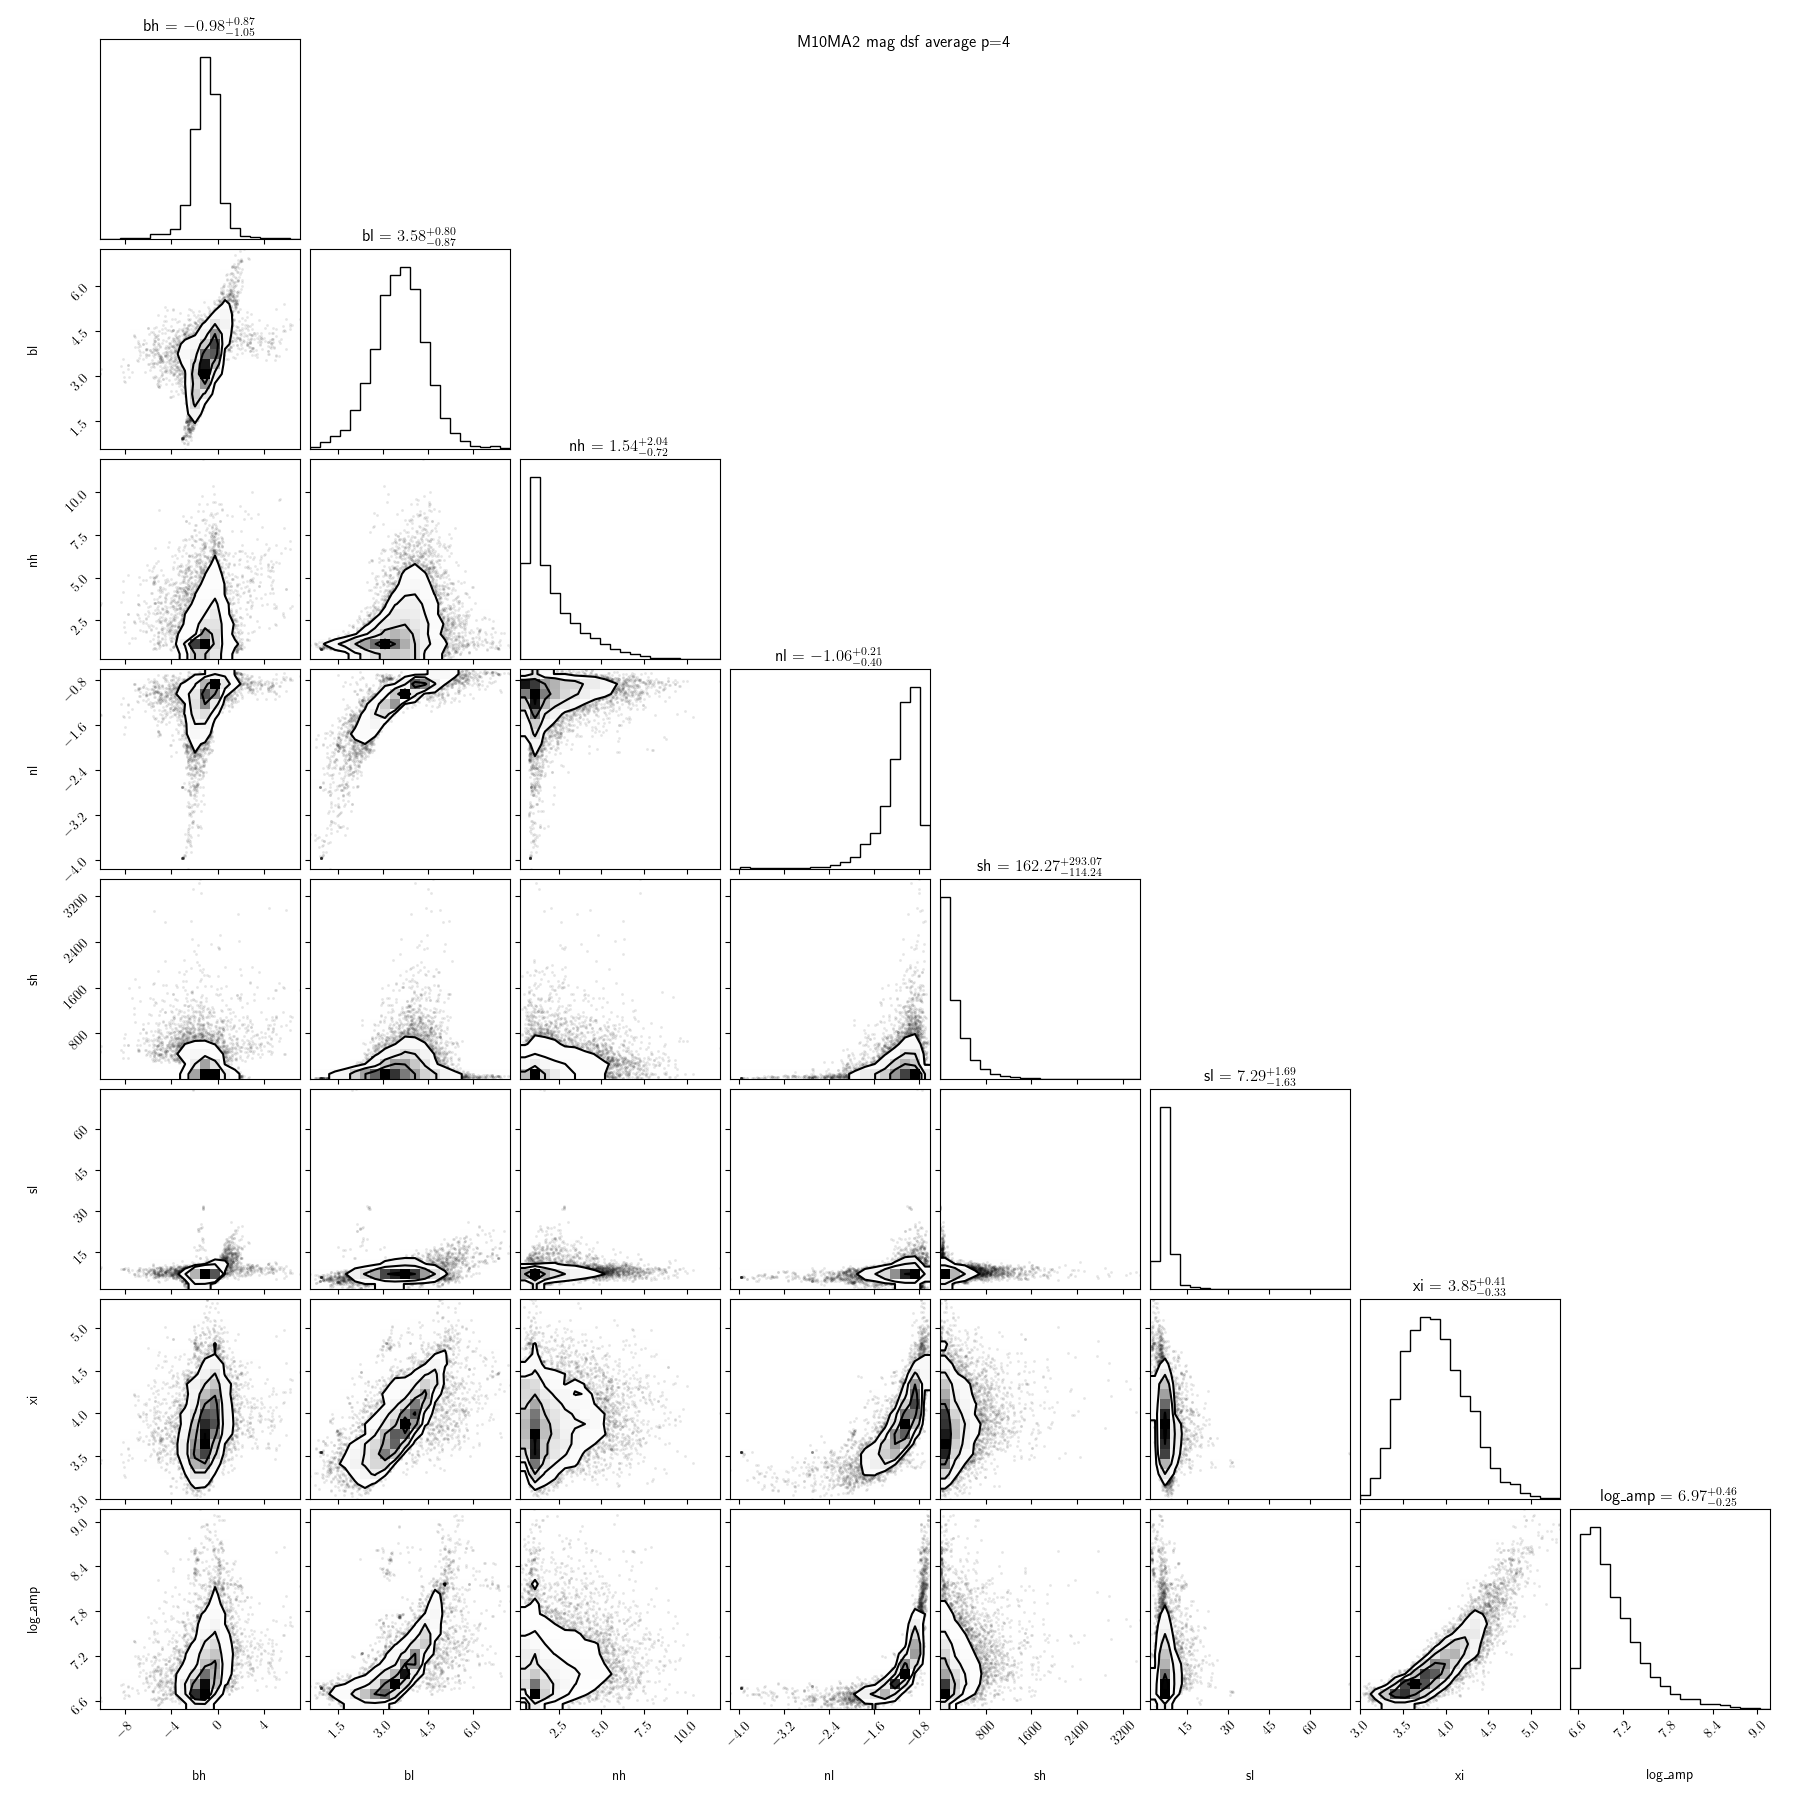 M10MA2 mag dsf average p=4
bh = −0.98+0.87 −1.05
bl = 3.58+0.80 −0.87
nh = 1.54+2.04 −0.72
nl = −1.06+0.21 −0.40
sh = 162.27+293.07 −114.24
sl = 7.29+1.69 −1.63
xi = 3.85+0.41 −0.33
log_amp = 6.97+0.46 −0.25
bl
6.0
4.5
3.0
1.5
nh
10.0
7.5
5.0
2.5
nl
−0.8
−1.6
−2.4
−3.2
−4.0
sh
3200
2400
1600
800
sl
60
45
30
15
xi
5.0
4.5
4.0
3.5
3.0
log_amp
9.0
8.4
7.8
7.2
6.6
−8 −4 0 4
1.5 3.0 4.5 6.0
2.5 5.0 7.5 10.0
−4.0 −3.2 −2.4 −1.6 −0.8
800 1600 2400 3200
15 30 45 60
3.0 3.5 4.0 4.5 5.0
6.6 7.2 7.8 8.4 9.0
bh bl nh nl sh sl xi log_amp